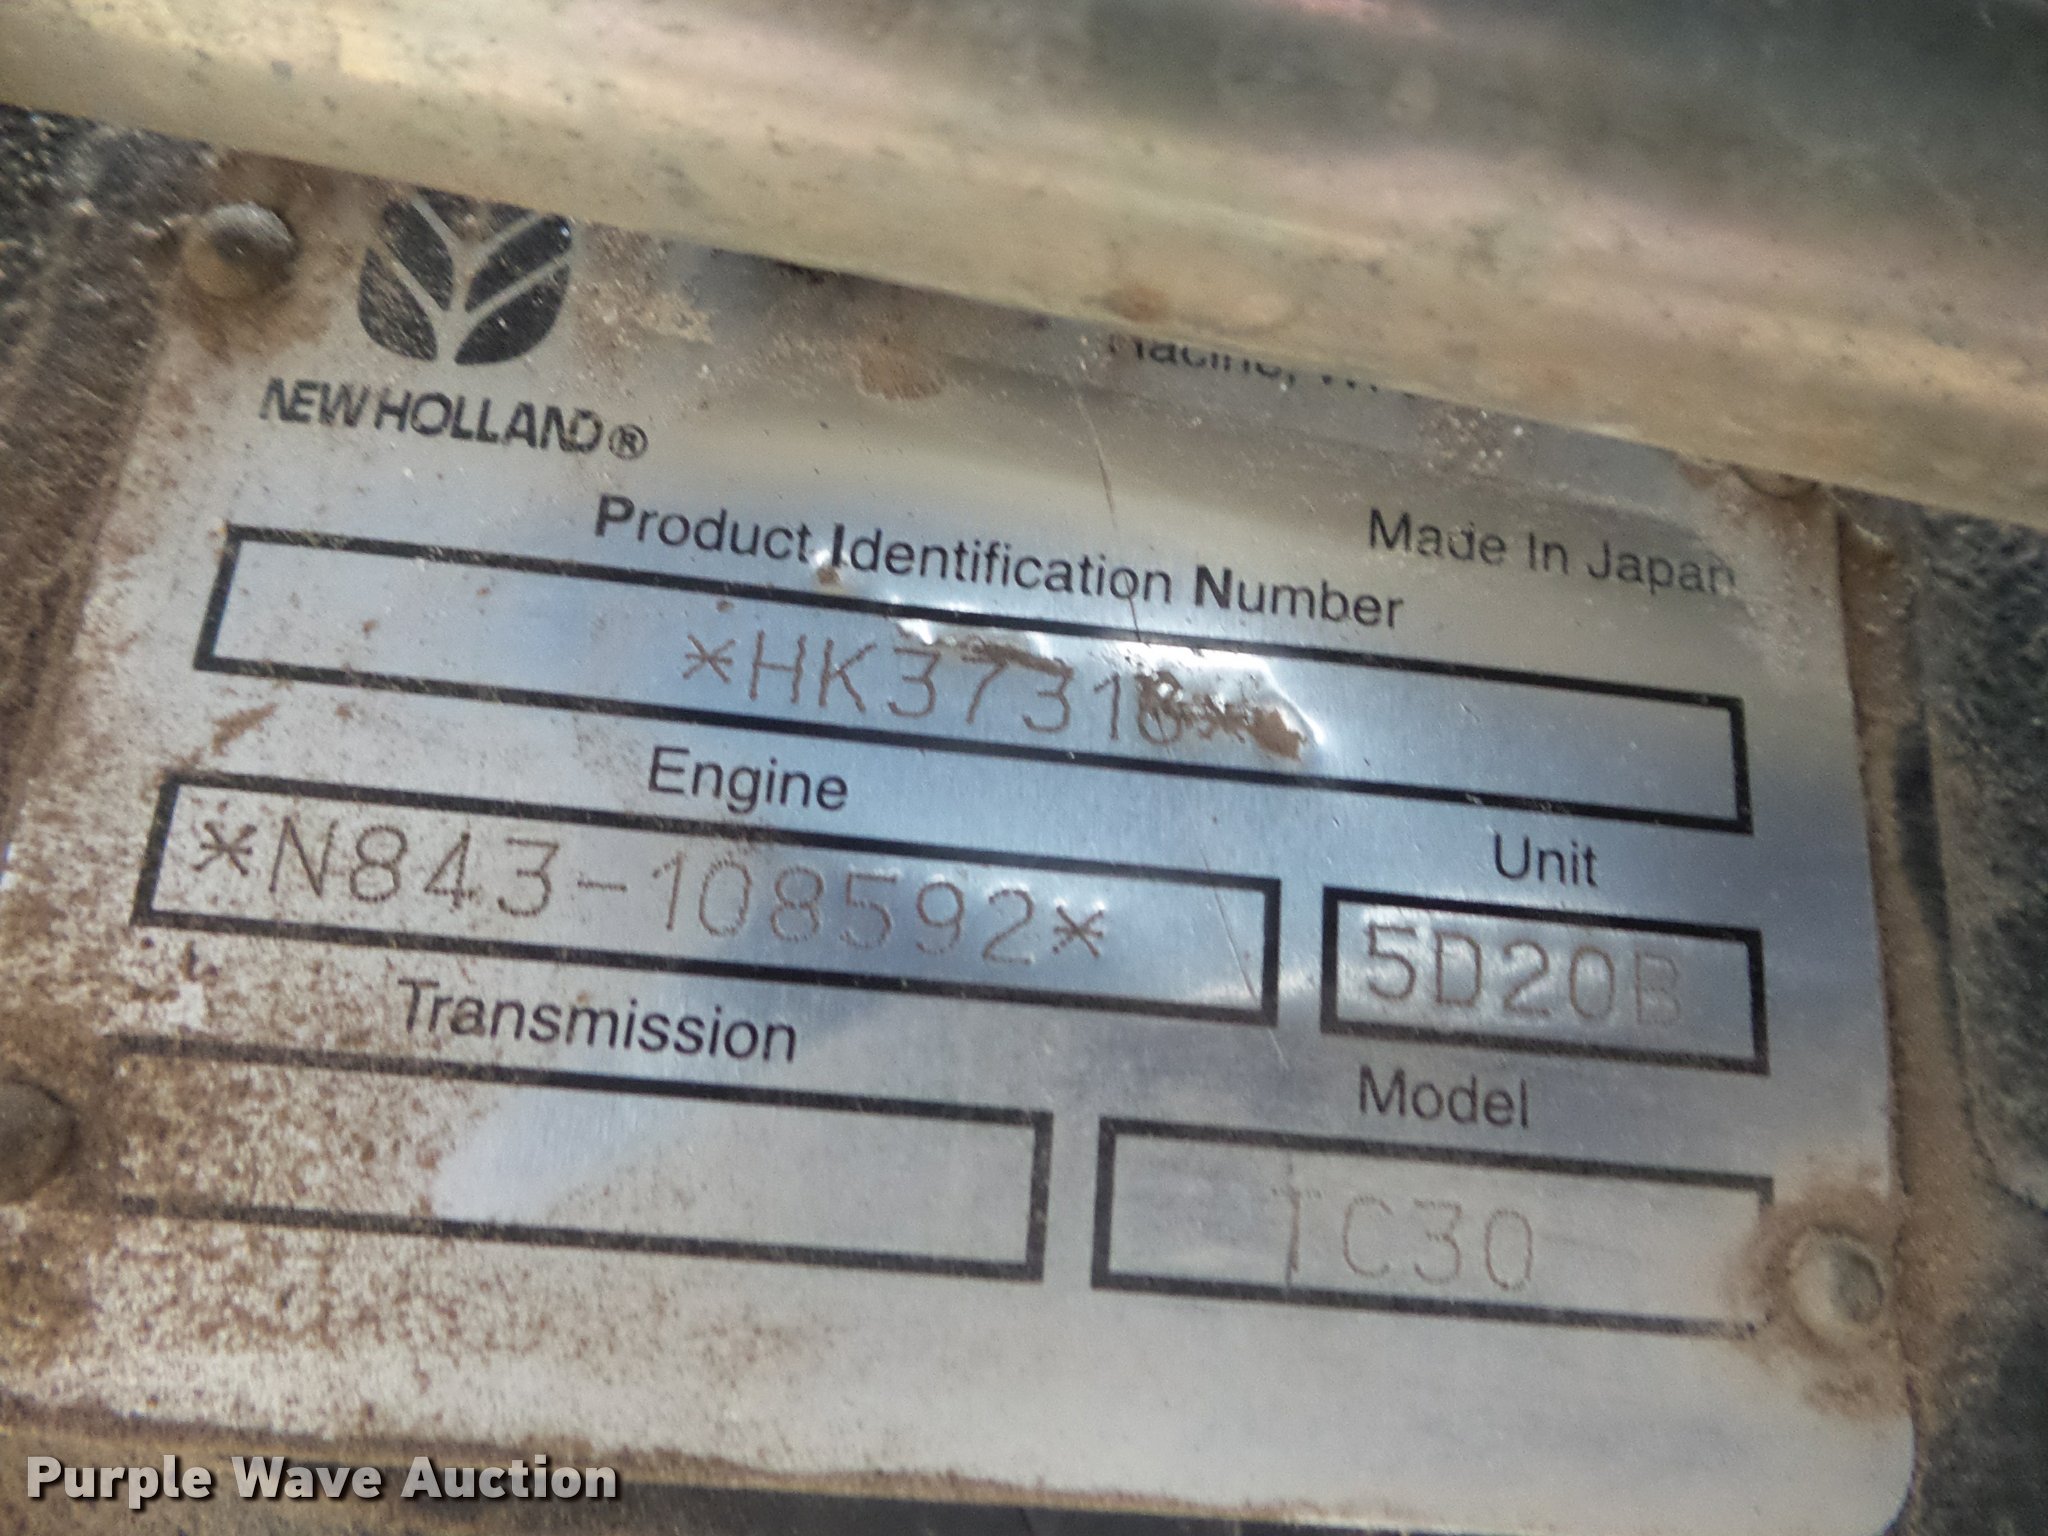 NEW HOLLAND®
Made In Japan
Product Identification Number
Engine
*N843-108592*
Unit
5D20B
Transmission
Model
TC30
Purple Wave Auction